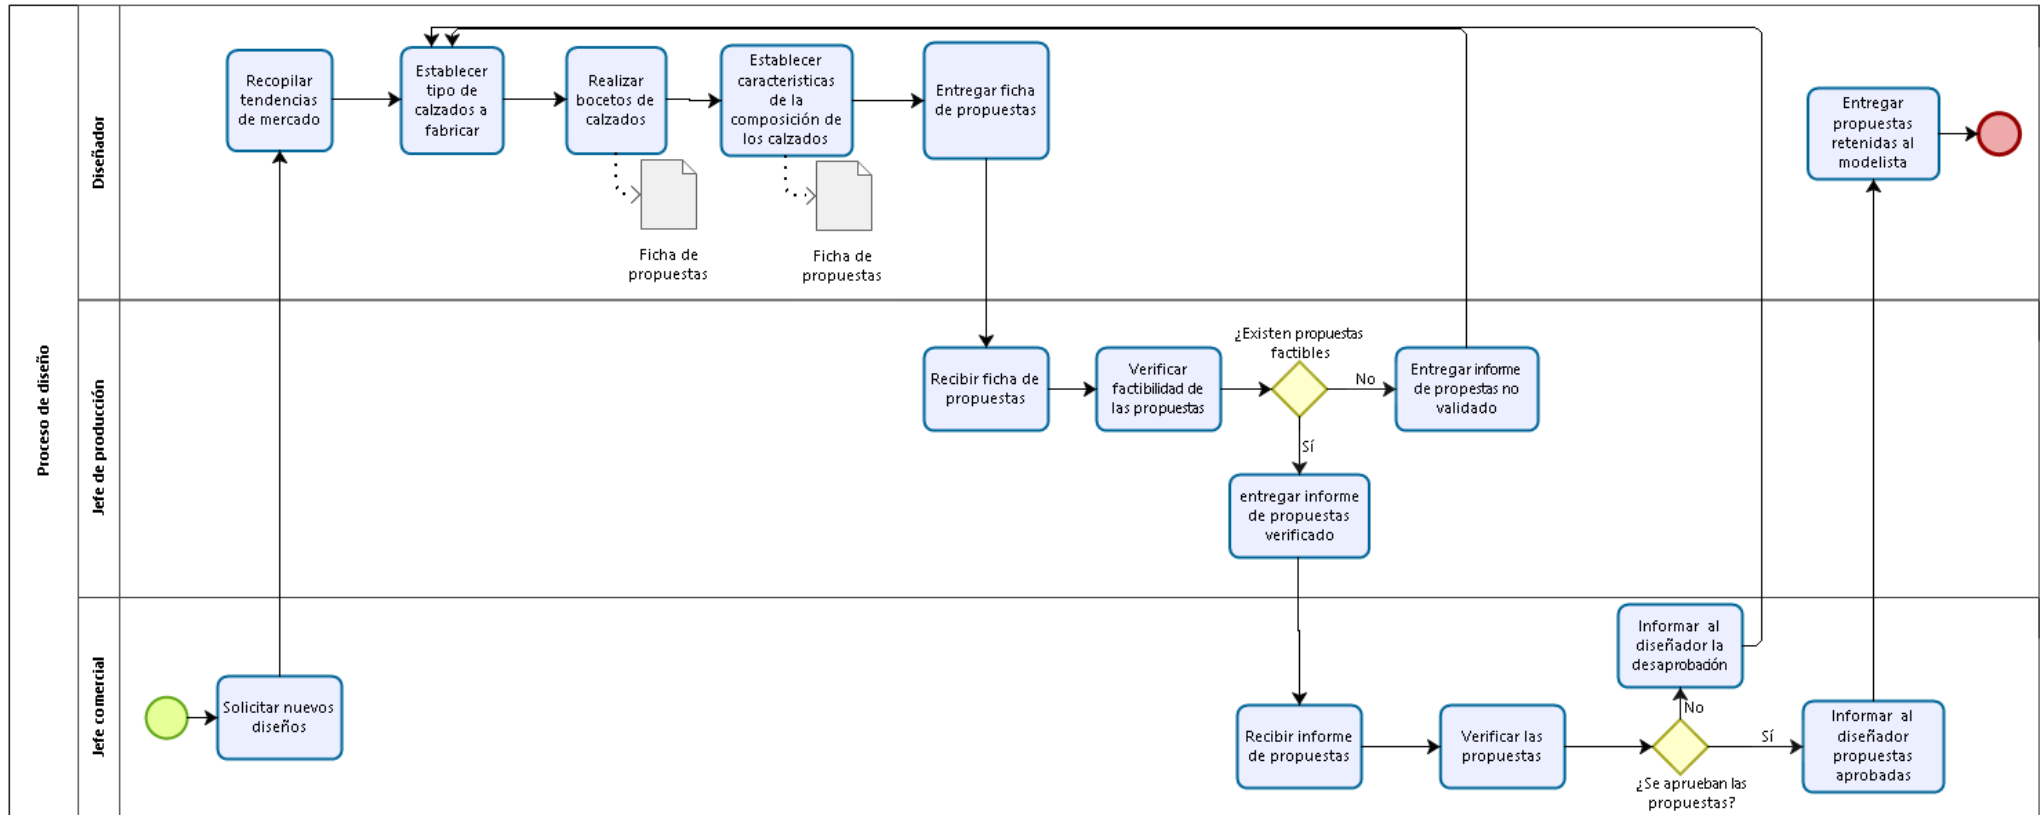 Proceso de diseño
Diseñador
Recopilar
tendencias
de mercado
Establecer
tipo de
calzados a
fabricar
Realizar
bocetos de
calzados
Establecer
caracteristicas
de la
composición de
los calzados
Entregar ficha
de propuestas
Ficha de
propuestas
Ficha de
propuestas
Entregar
propuestas
retenidas al
modelista
Jefe de producción
Recibir ficha de
propuestas
Verificar
factibilidad de
las propuestas
¿Existen propuestas
factibles
No
Entregar informe
de propestas no
validado
Sí
entregar informe
de propuestas
verificado
Jefe comercial
Solicitar nuevos
diseños
Recibir informe
de propuestas
Verificar las
propuestas
Informar al
diseñador la
desaprobación
No
¿Se aprueban las
propuestas?
Sí
Informar al
diseñador
propuestas
aprobadas